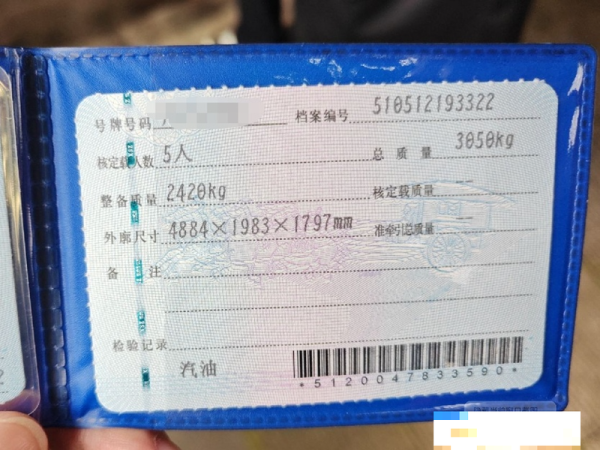 号牌号码 档案编号 510512193322
核定载人数 5人 总质量 3050kg
整备质量 2420kg 核定载质量 --
外廓尺寸 4884×1983×1797mm 准牵引总质量 --
备注
检验记录
汽油
*5120047833590*